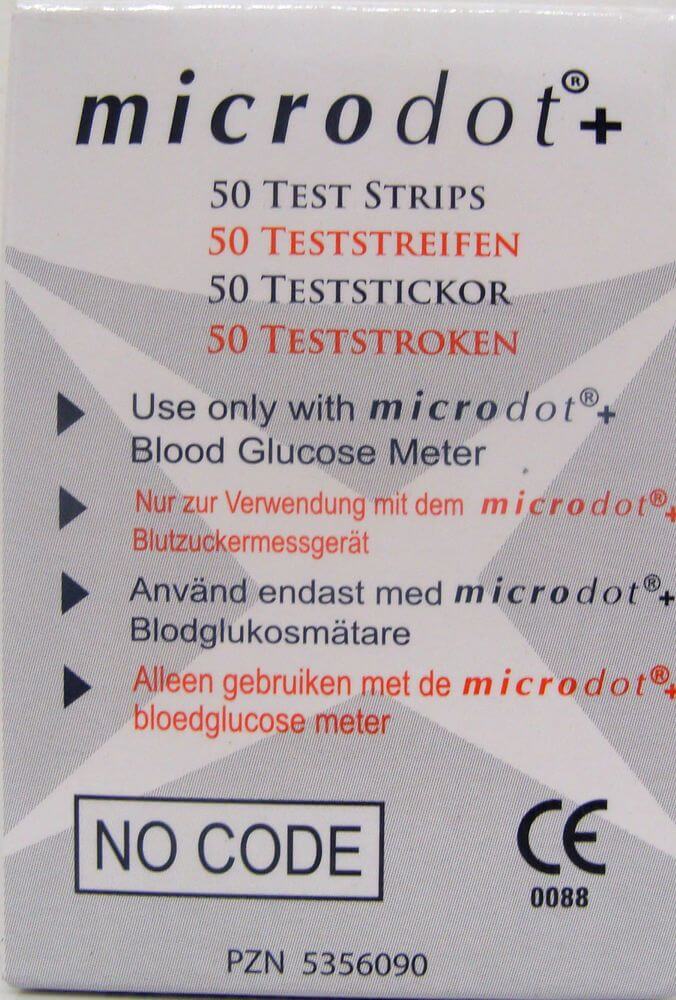 microdot®+
50 TEST STRIPS
50 TESTSTREIFEN
50 TESTSTICKOR
50 TESTSTROKEN
Use only with microdot®+
Blood Glucose Meter
Nur zur Verwendung mit dem microdot®+
Blutzuckermessgerät
Använd endast med microdot®+
Blodglukosmätare
Alleen gebruiken met de microdot®+
bloedglucose meter
NO CODE
CE
0088
PZN 5356090